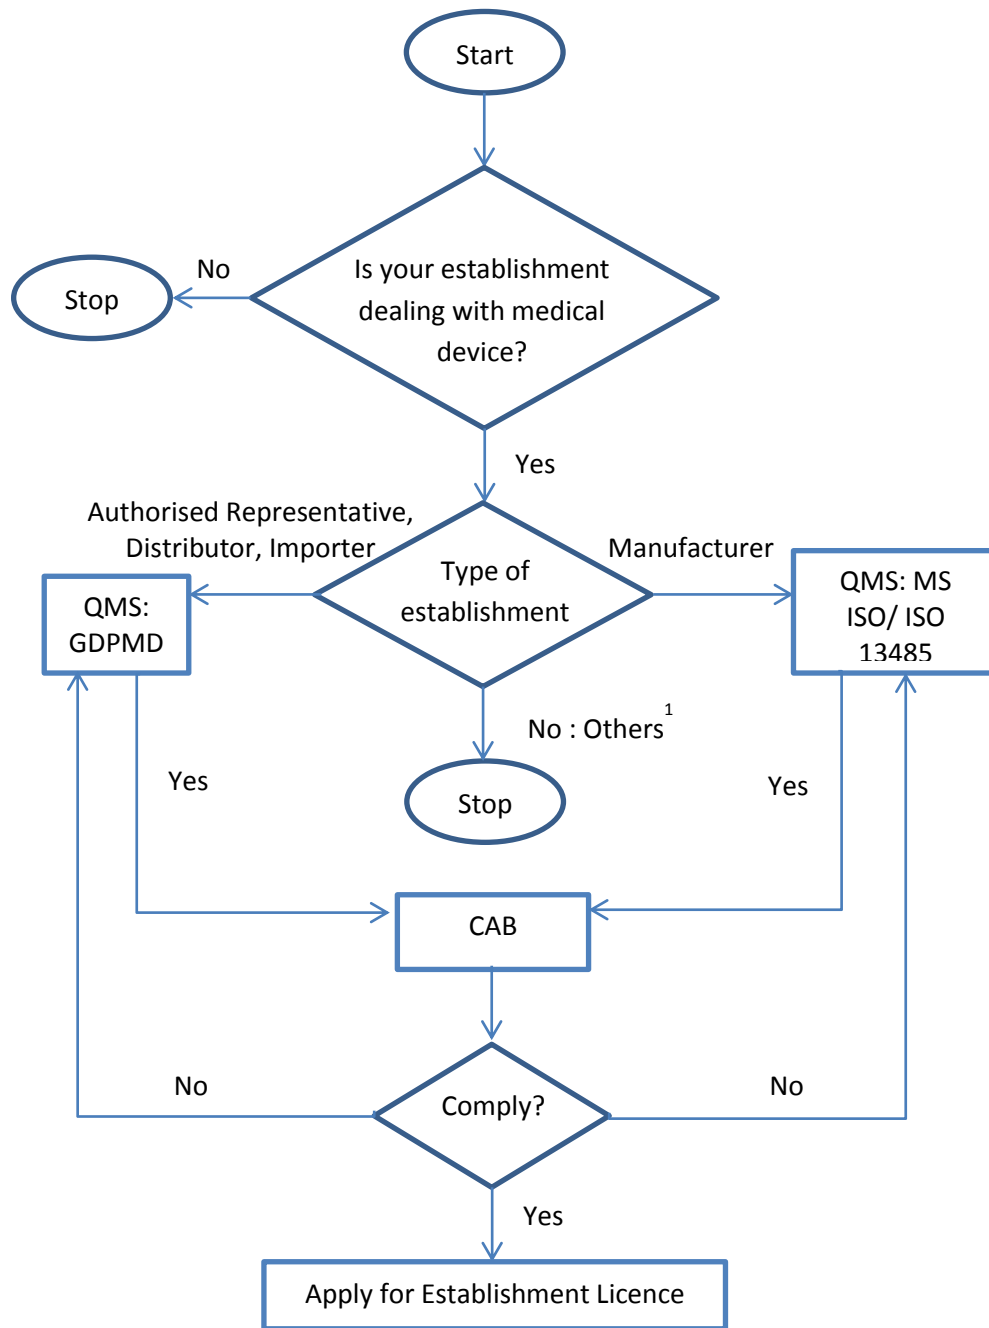 Start
No
Stop
Is your establishment
dealing with medical
device?
Yes
Authorised Representative,
Distributor, Importer
Manufacturer
Type of
establishment
QMS:
GDPMD
QMS: MS
ISO/ ISO
13485
No : Others1
Stop
Yes
Yes
CAB
No
No
Comply?
Yes
Apply for Establishment Licence